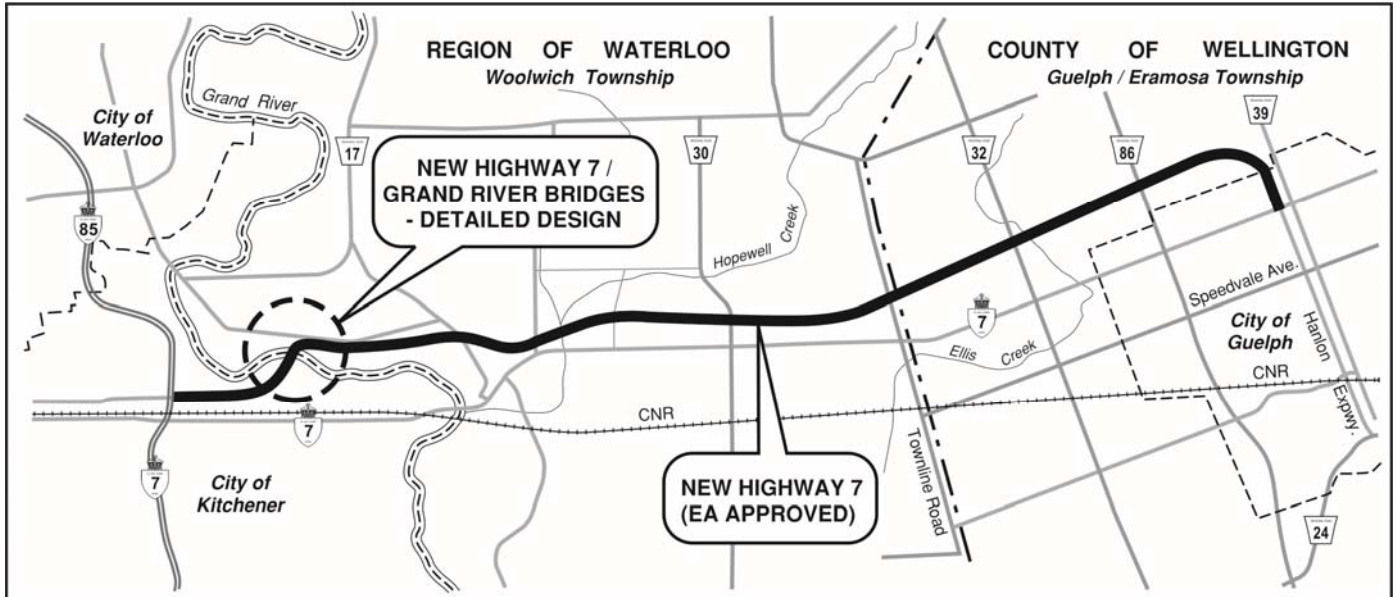 REGION OF WATERLOO
Woolwich Township
COUNTY OF WELLINGTON
Guelph / Eramosa Township
City of
Waterloo
Grand River
17
NEW HIGHWAY 7 /
GRAND RIVER BRIDGES
- DETAILED DESIGN
30
32
86
39
85
Hopewell
Creek
7
Ellis
Creek
Speedvale Ave.
City of
Guelph
Hanlon
Expwy.
CNR
7
CNR
7
City of
Kitchener
NEW HIGHWAY 7
(EA APPROVED)
Townline Road
24